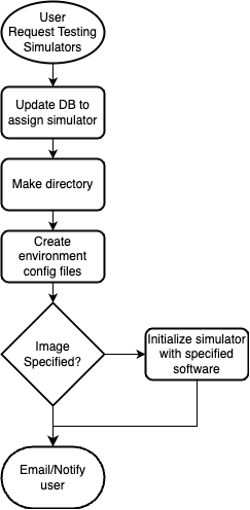 User
Request Testing
Simulators
Update DB to
assign simulator
Make directory
Create
environment
config files
Image
Specified?
Initialize simulator
with specified
software
Email/Notify
user